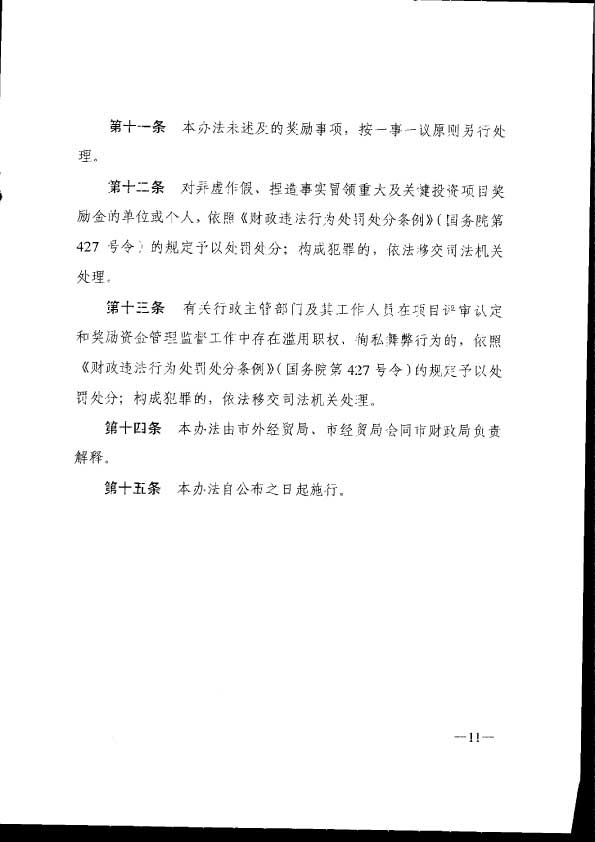 第十一条　本办法未述及的奖励事项，按一事一议原则另行处
理。
第十二条　对弄虚作假、捏造事实冒领重大及关键投资项目奖
励金的单位或个人，依照《财政违法行为处罚处分条例》（国务院第
427 号令）的规定予以处罚处分；构成犯罪的，依法移交司法机关
处理。
第十三条　有关行政主管部门及其工作人员在项目评审认定
和奖励资金管理监督工作中存在滥用职权、徇私舞弊行为的，依照
《财政违法行为处罚处分条例》（国务院第 427 号令）的规定予以处
罚处分；构成犯罪的，依法移交司法机关处理。
第十四条　本办法由市外经贸局、市经贸局会同市财政局负责
解释。
第十五条　本办法自公布之日起施行。
—11—